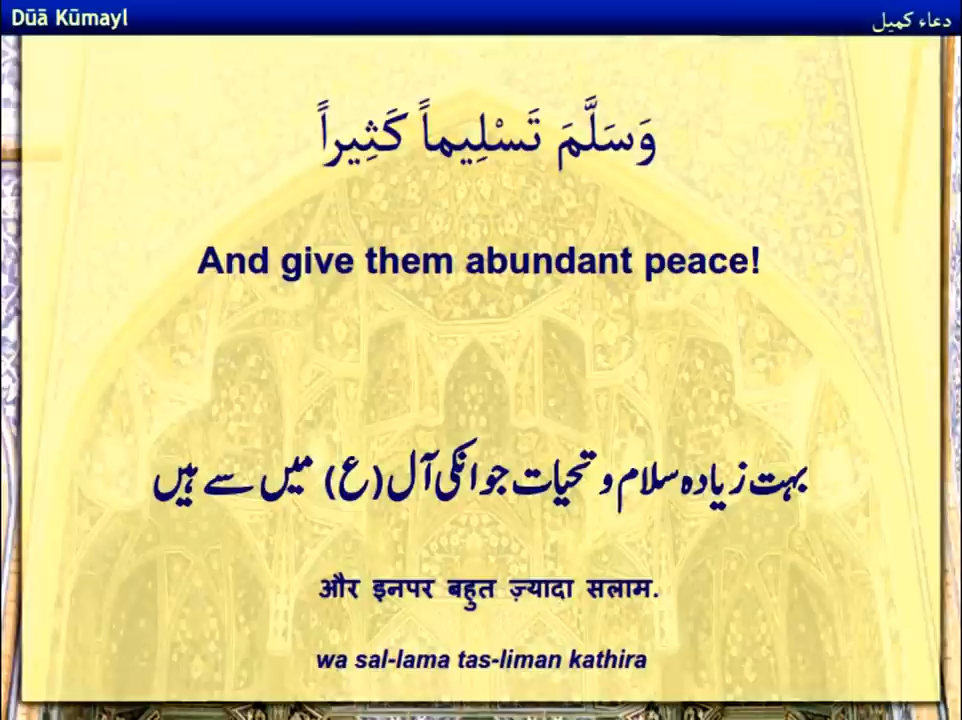 Dūā Kūmayl
دعاء كميل
وَسَلَّمَ تَسْلِيماً كَثِيراً
And give them abundant peace!
بہت زیادہ سلام و تحیات جو انکی آل (ع) میں سے ہیں
और इनपर बहुत ज़्यादा सलाम.
wa sal-lama tas-liman kathira